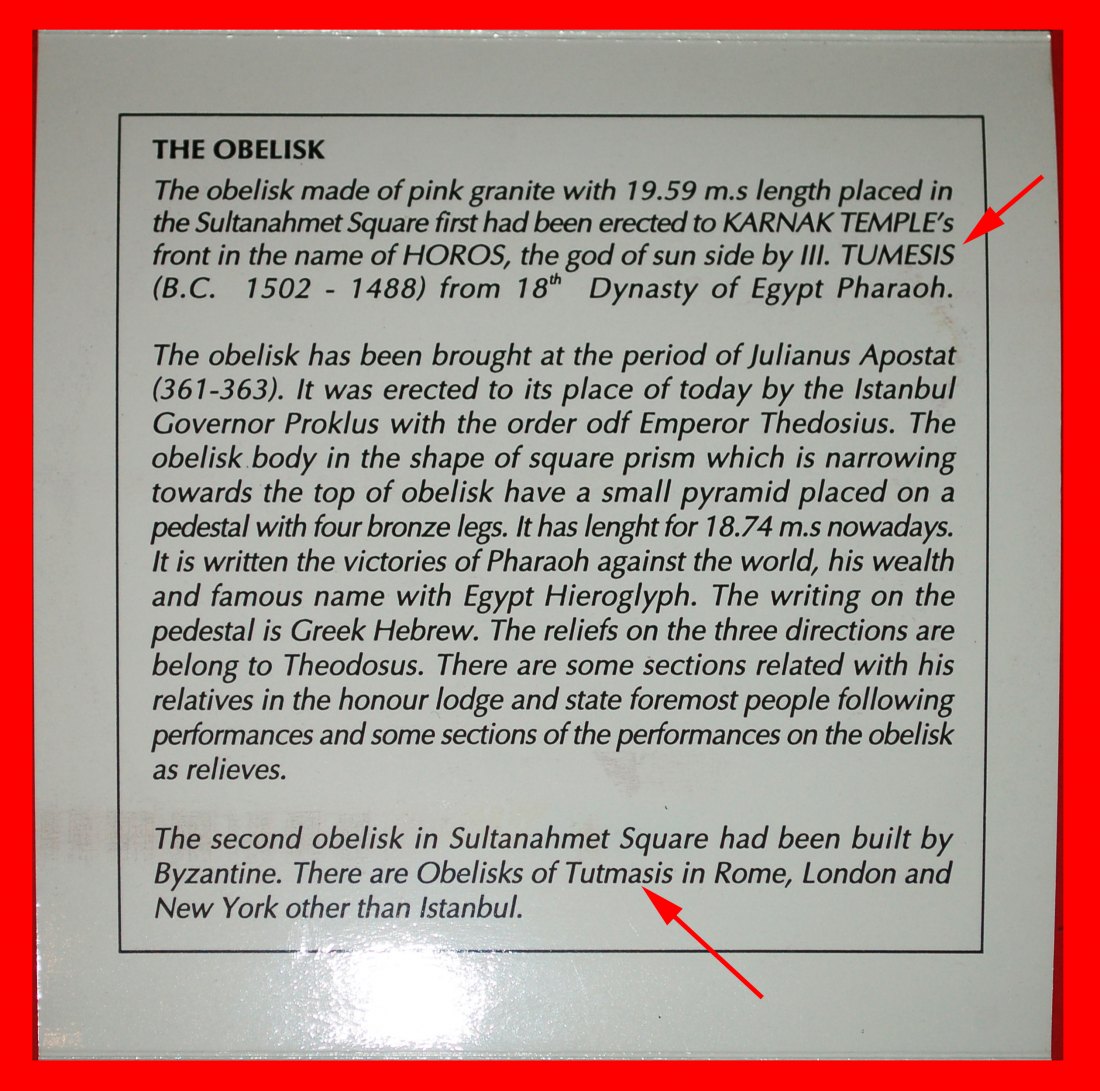 THE OBELISK
The obelisk made of pink granite with 19.59 m.s length placed in
the Sultanahmet Square first had been erected to KARNAK TEMPLE's
front in the name of HOROS, the god of sun side by III. TUMESIS
(B.C. 1502 - 1488) from 18th Dynasty of Egypt Pharaoh.
The obelisk has been brought at the period of Julianus Apostat
(361-363). It was erected to its place of today by the Istanbul
Governor Proklus with the order odf Emperor Thedosius. The
obelisk body in the shape of square prism which is narrowing
towards the top of obelisk have a small pyramid placed on a
pedestal with four bronze legs. It has lenght for 18.74 m.s nowadays.
It is written the victories of Pharaoh against the world, his wealth
and famous name with Egypt Hieroglyph. The writing on the
pedestal is Greek Hebrew. The reliefs on the three directions are
belong to Theodosus. There are some sections related with his
relatives in the honour lodge and state foremost people following
performances and some sections of the performances on the obelisk
as relieves.
The second obelisk in Sultanahmet Square had been built by
Byzantine. There are Obelisks of Tutmasis in Rome, London and
New York other than Istanbul.